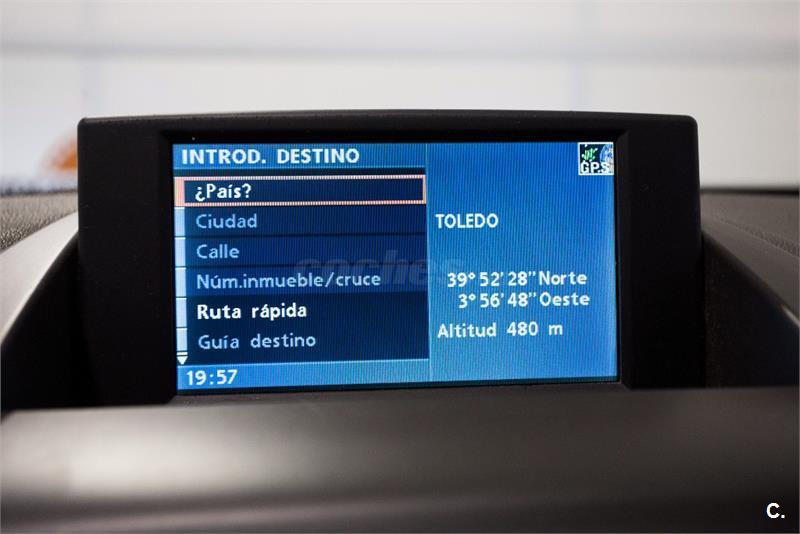 INTROD. DESTINO
GPS
¿País?
Ciudad
Calle
Núm.inmueble/cruce
Ruta rápida
Guía destino
19:57
TOLEDO
39° 52' 28" Norte
3° 56' 48" Oeste
Altitud 480 m
coches
C.